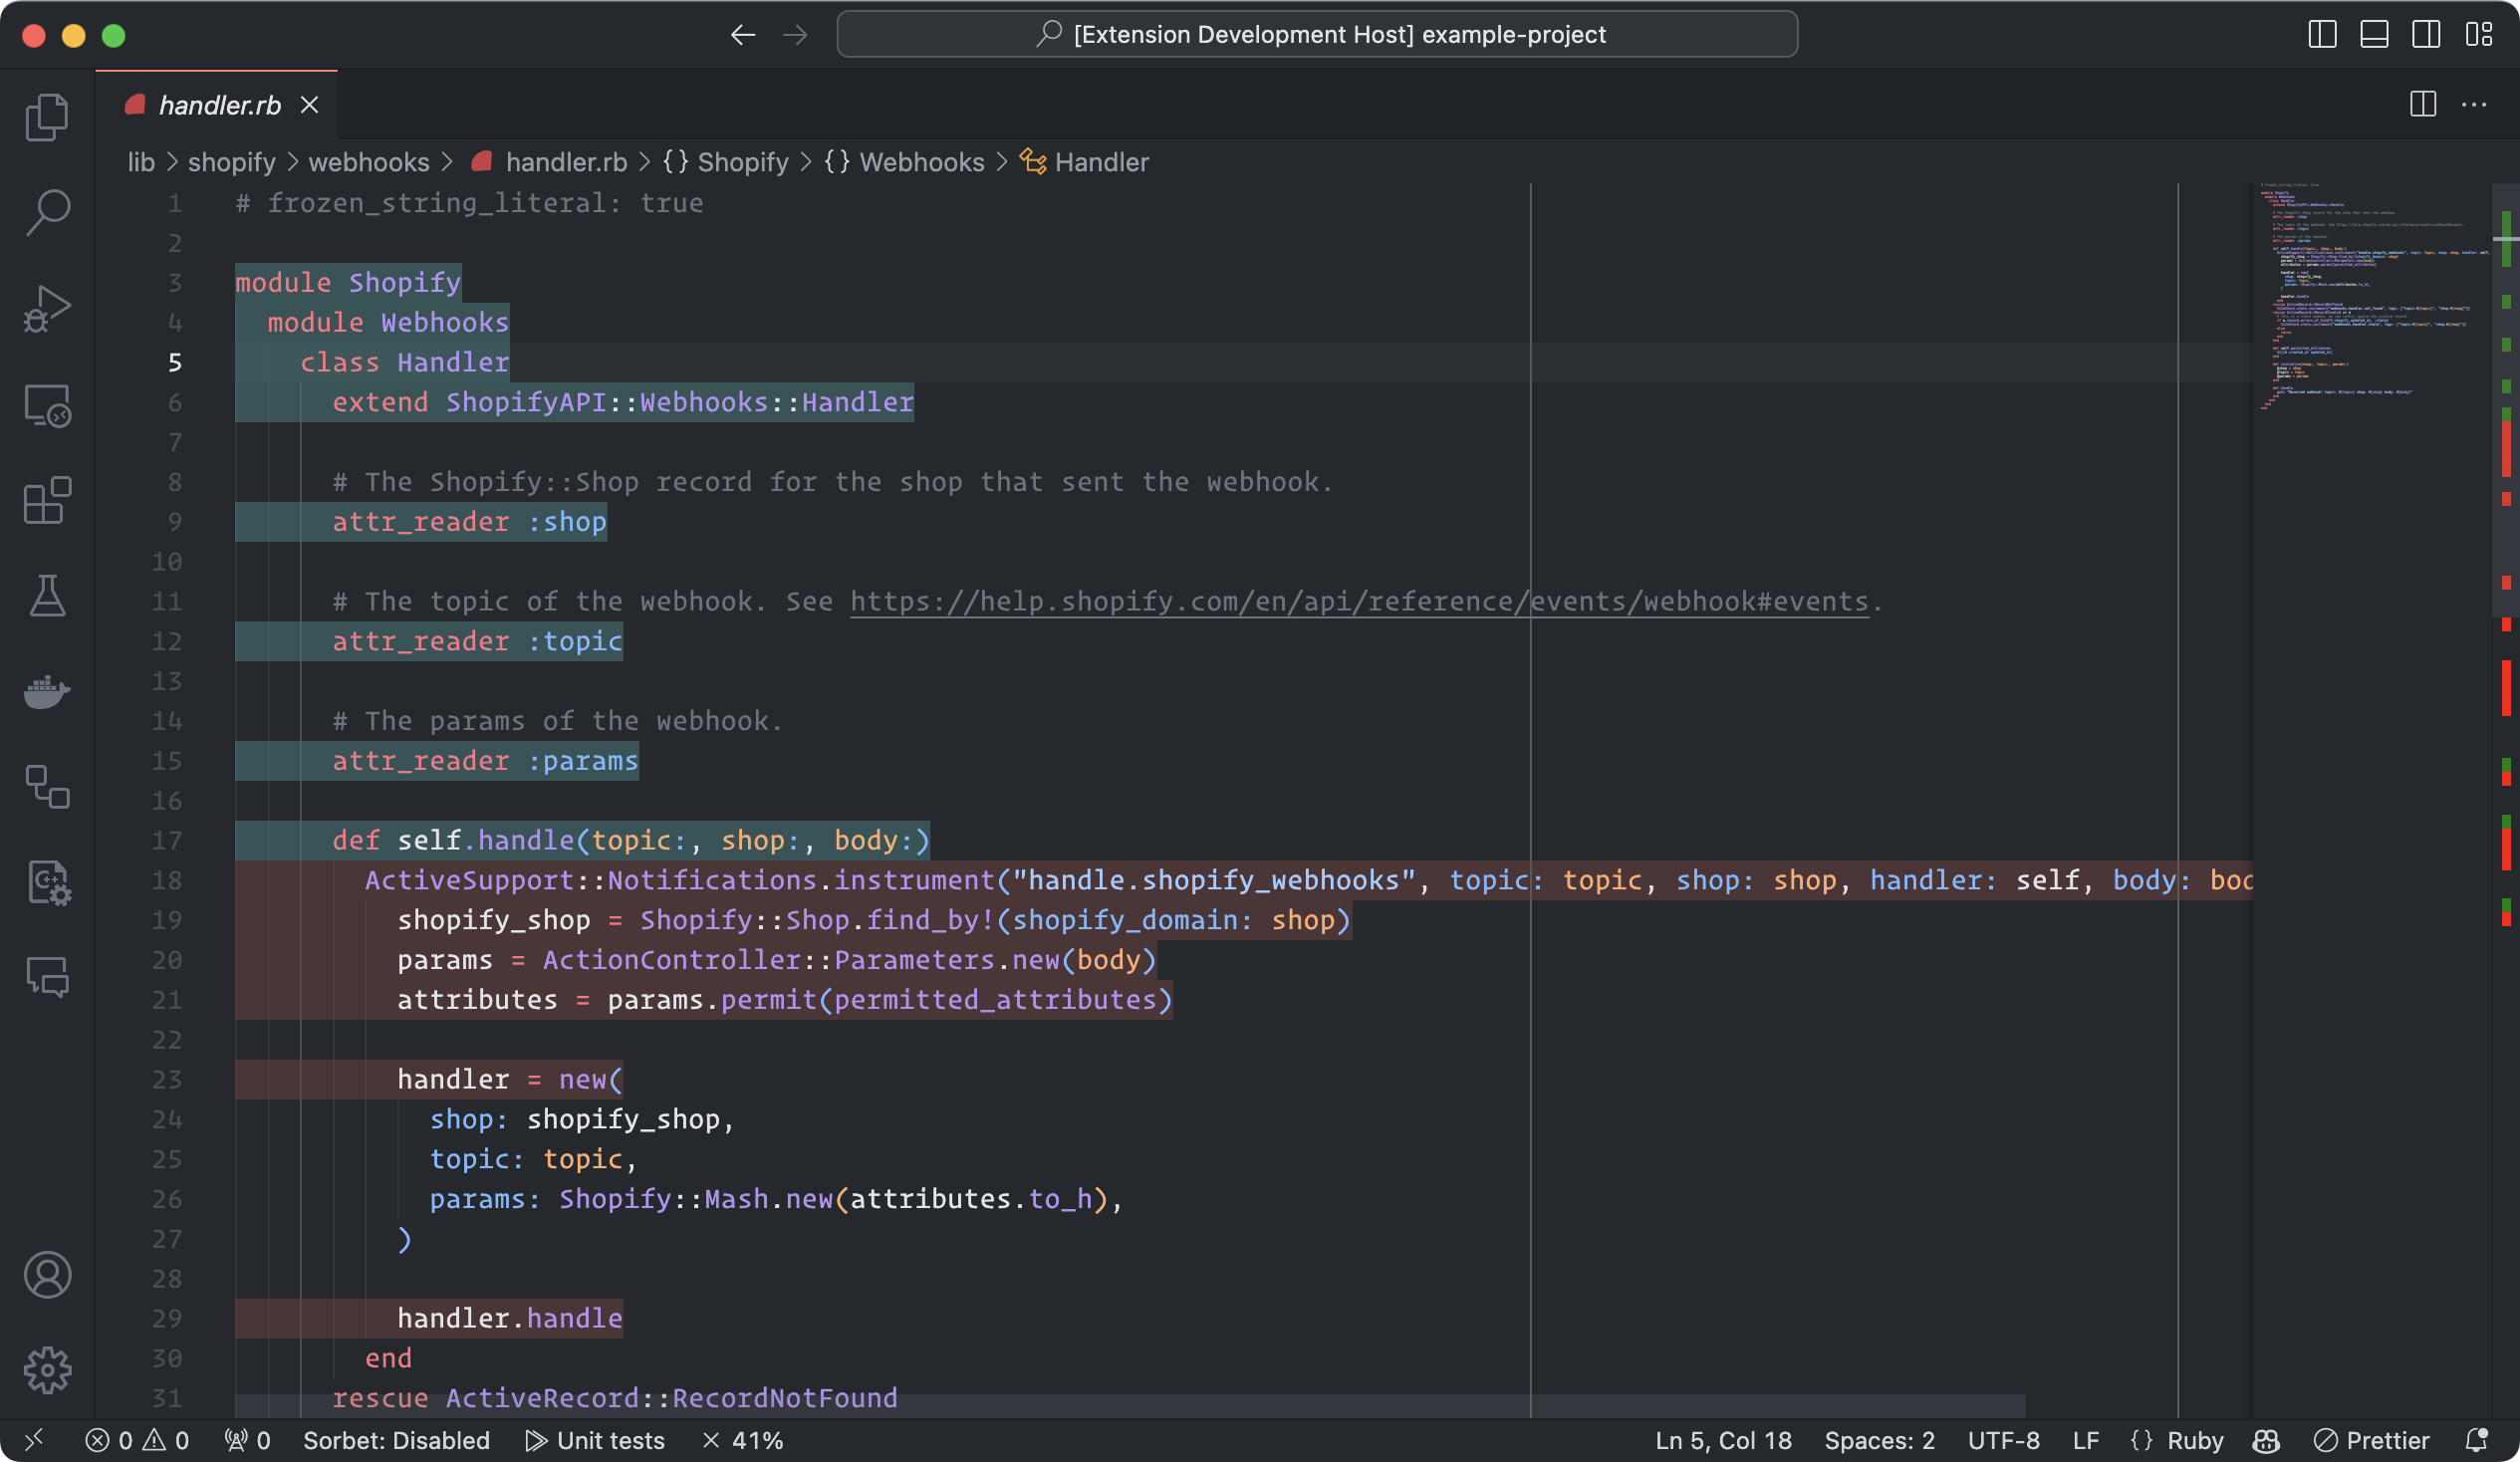 [Extension Development Host] example-project
handler.rb
lib > shopify > webhooks > handler.rb > {} Shopify > {} Webhooks > Handler
1 # frozen_string_literal: true
2
3 module Shopify
4 module Webhooks
5 class Handler
6 extend ShopifyAPI::Webhooks::Handler
7
8 # The Shopify::Shop record for the shop that sent the webhook.
9 attr_reader :shop
10
11 # The topic of the webhook. See https://help.shopify.com/en/api/reference/events/webhook#events.
12 attr_reader :topic
13
14 # The params of the webhook.
15 attr_reader :params
16
17 def self.handle(topic:, shop:, body:)
18 ActiveSupport::Notifications.instrument("handle.shopify_webhooks", topic: topic, shop: shop, handler: self, body: bod
19 shopify_shop = Shopify::Shop.find_by!(shopify_domain: shop)
20 params = ActionController::Parameters.new(body)
21 attributes = params.permit(permitted_attributes)
22
23 handler = new(
24 shop: shopify_shop,
25 topic: topic,
26 params: Shopify::Mash.new(attributes.to_h),
27 )
28
29 handler.handle
30 end
31 rescue ActiveRecord::RecordNotFound
0 0 0 Sorbet: Disabled Unit tests × 41% Ln 5, Col 18 Spaces: 2 UTF-8 LF {} Ruby Prettier